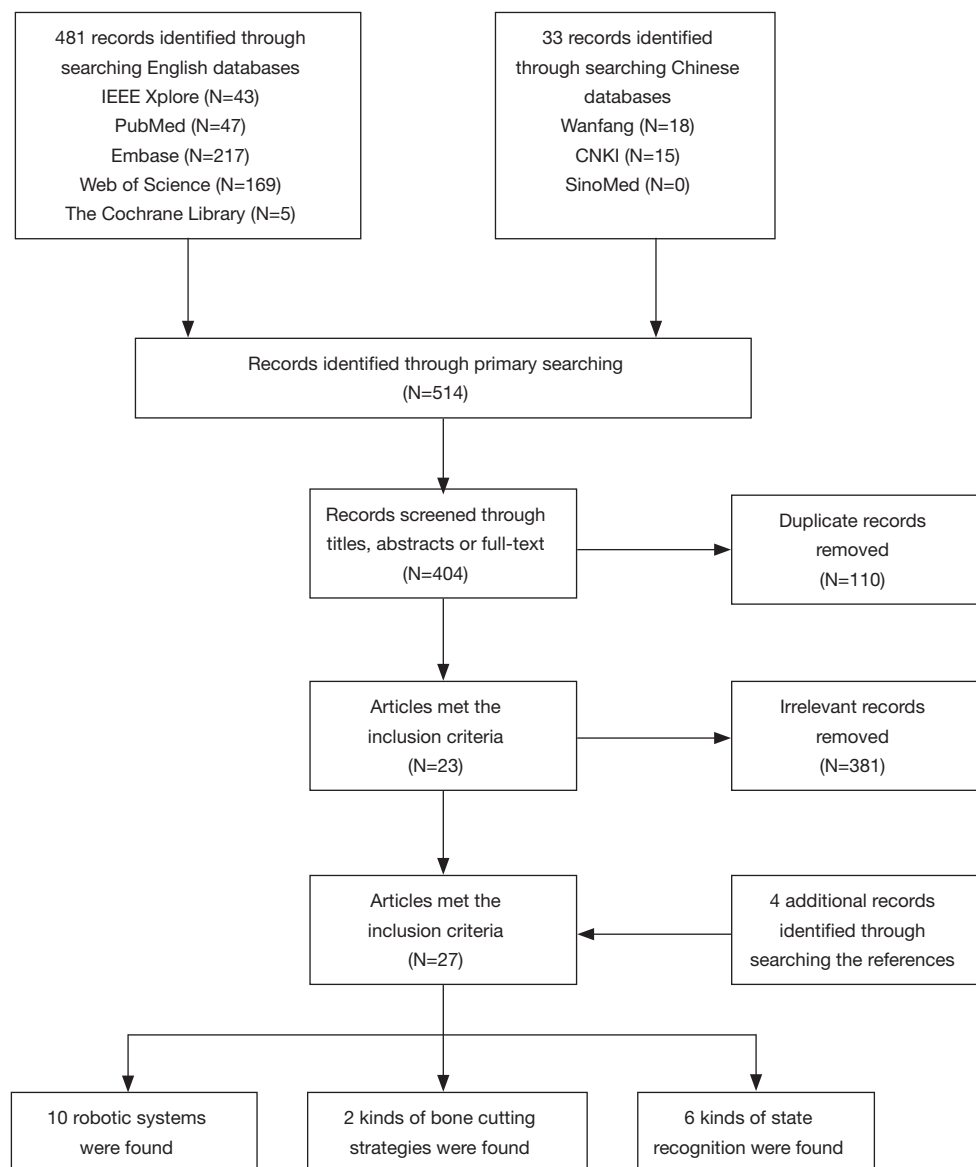 481 records identified through
searching English databases
IEEE Xplore (N=43)
PubMed (N=47)
Embase (N=217)
Web of Science (N=169)
The Cochrane Library (N=5)
33 records identified
through searching Chinese
databases
Wanfang (N=18)
CNKI (N=15)
SinoMed (N=0)
Records identified through primary searching
(N=514)
Records screened through
titles, abstracts or full-text
(N=404)
Duplicate records
removed
(N=110)
Articles met the
inclusion criteria
(N=23)
Irrelevant records
removed
(N=381)
Articles met the
inclusion criteria
(N=27)
4 additional records
identified through
searching the references
10 robotic systems
were found
2 kinds of bone cutting
strategies were found
6 kinds of state
recognition were found